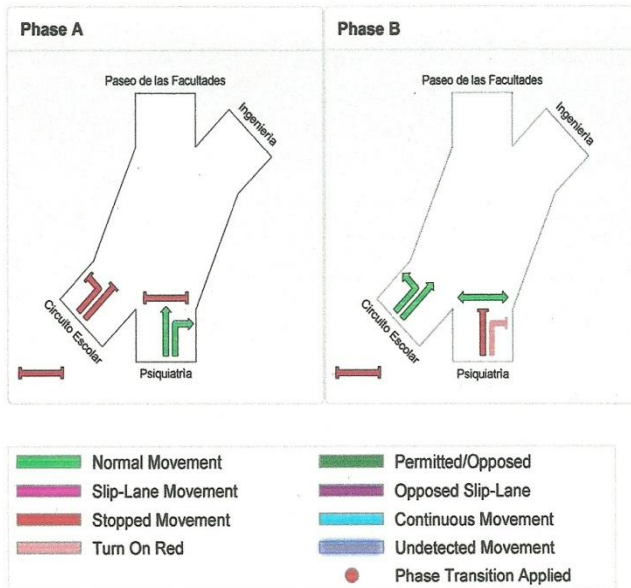 Phase A
Paseo de las Facultades
Ingenieria
Circuito Escolar
Psiquiatria
Phase B
Paseo de las Facultades
Ingenieria
Circuito Escolar
Psiquiatria
Normal Movement
Slip-Lane Movement
Stopped Movement
Turn On Red
Permitted/Opposed
Opposed Slip-Lane
Continuous Movement
Undetected Movement
Phase Transition Applied